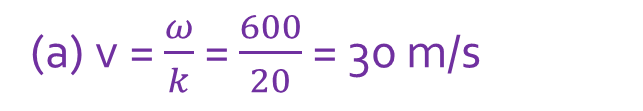 (a) v = ω/k = 600/20 = 30 m/s